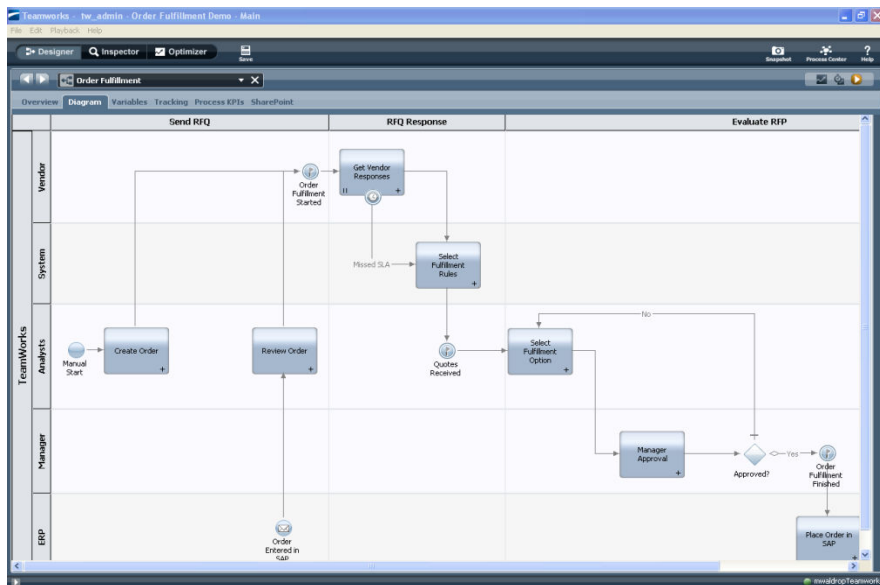 Teamworks - tw_admin - Order Fulfillment Demo - Main
File Edit Playback Help
Designer Inspector Optimizer Save Snapshot Process Center Help
Order Fulfillment
Overview Diagram Variables Tracking Process KPIs SharePoint
Send RFQ RFQ Response Evaluate RFP
TeamWorks
Vendor
Order
Fulfillment
Started
Get Vendor
Responses
System
Missed SLA
Select
Fulfillment
Rules
Analysts
Manual
Start
Create Order
Review Order
Quotes
Received
Select
Fulfillment
Option
No
Manager
Manager
Approval
Approved?
Yes
Order
Fulfillment
Finished
ERP
Order
Entered in
SAP
Place Order in
SAP
mwaldropTeamwork